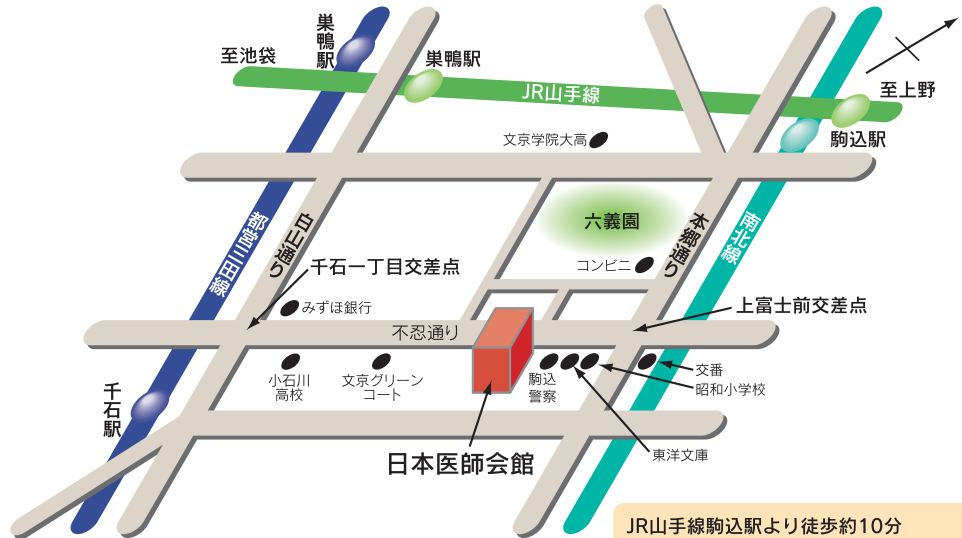 巣鴨駅
至池袋
巣鴨駅
JR山手線
至上野
駒込駅
文京学院大高
六義園
本郷通り
南北線
都営三田線
白山通り
コンビニ
千石一丁目交差点
みずほ銀行
上富士前交差点
不忍通り
小石川
高校
文京グリーン
コート
駒込
警察
交番
昭和小学校
千石駅
東洋文庫
日本医師会館
JR山手線駒込駅より徒歩約10分